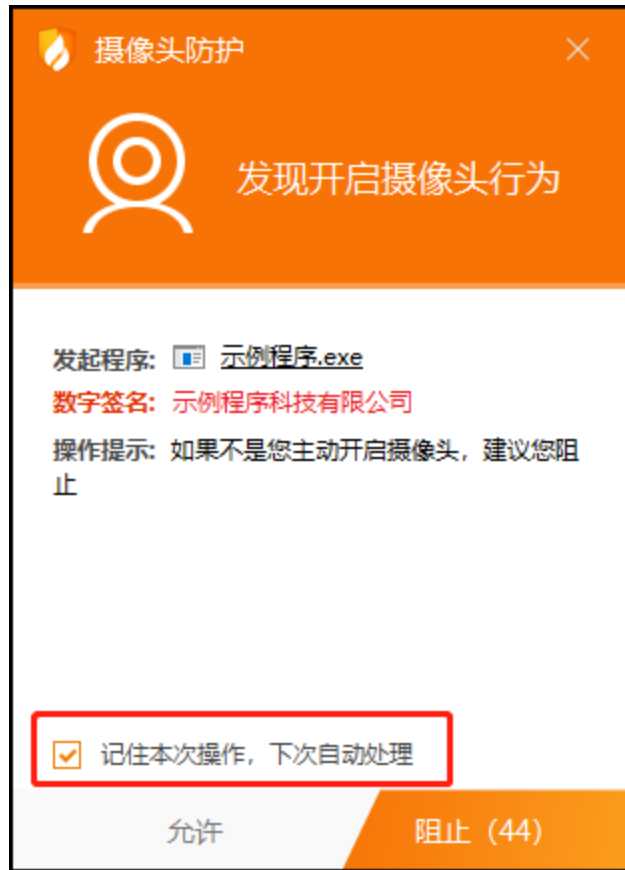 摄像头防护
发现开启摄像头行为
发起程序: 示例程序.exe
数字签名: 示例程序科技有限公司
操作提示: 如果不是您主动开启摄像头，建议您阻
止
记住本次操作，下次自动处理
允许
阻止（44）